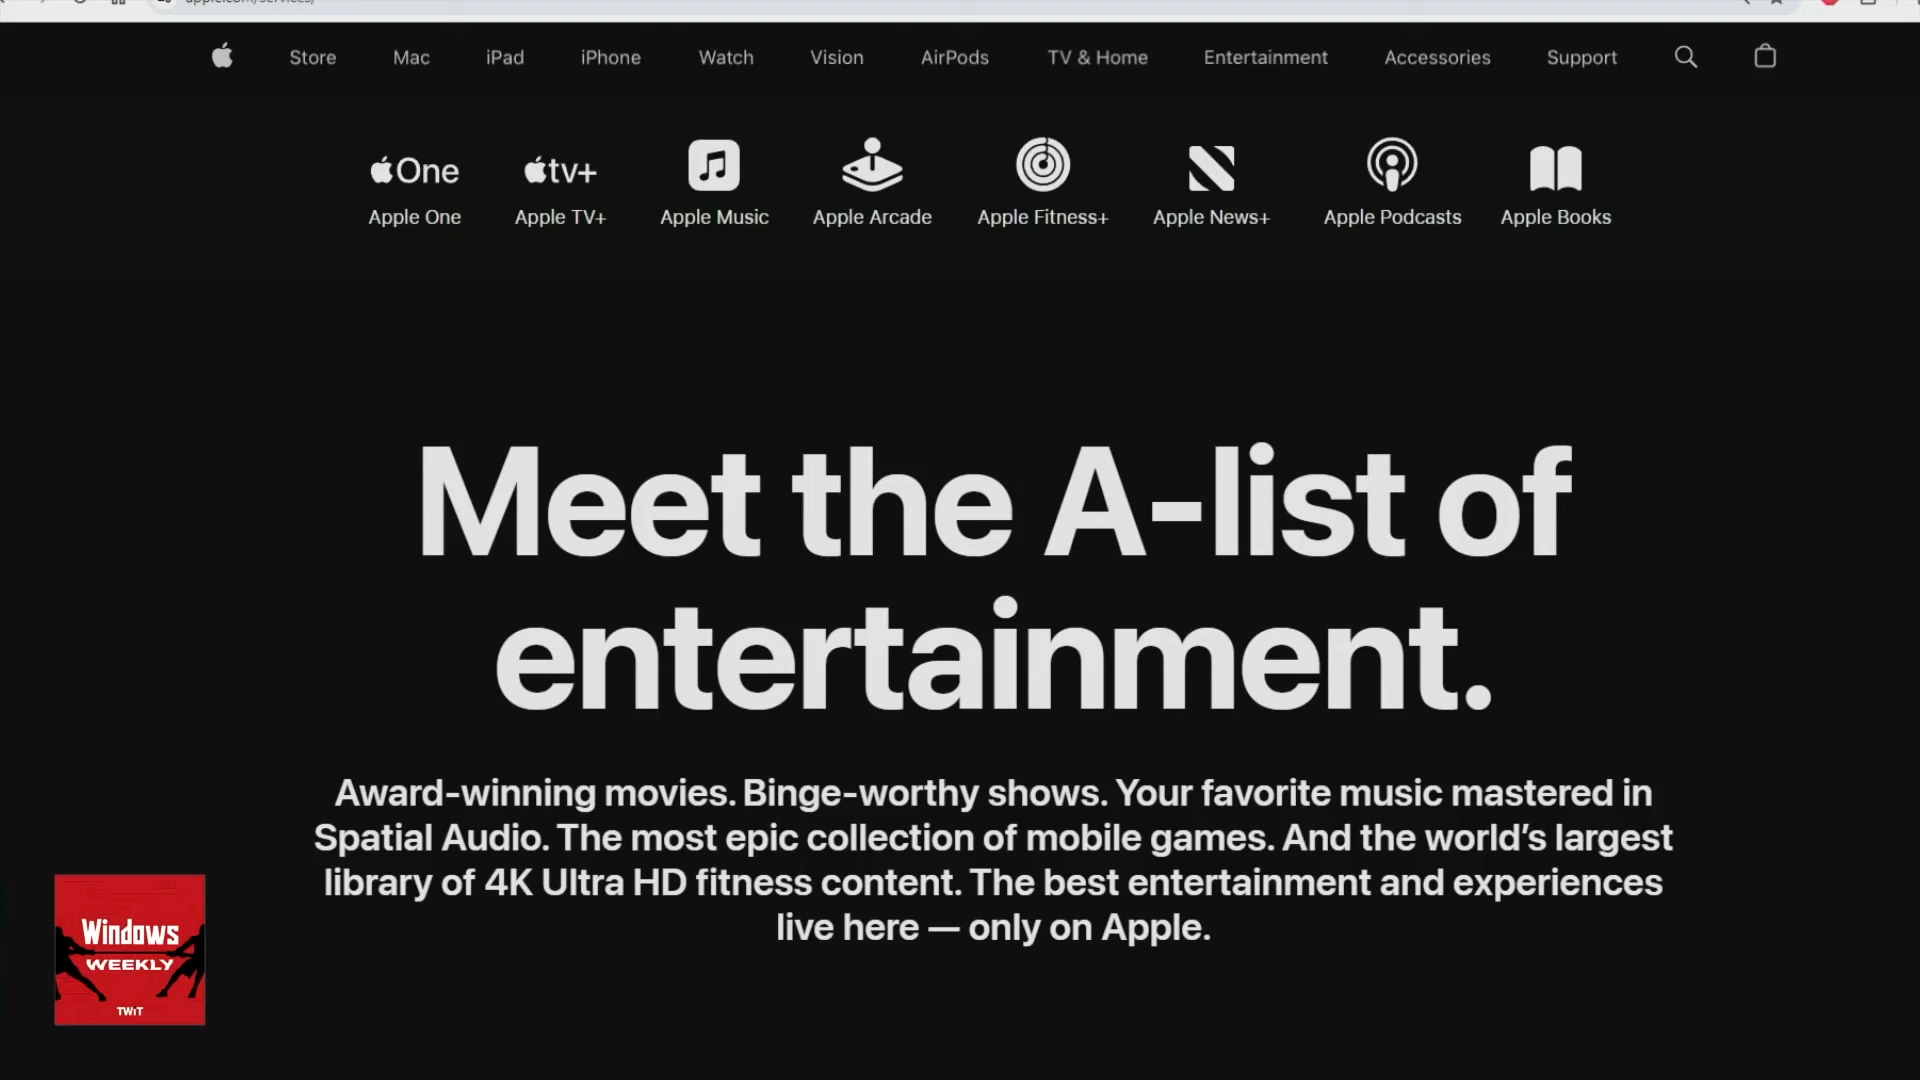 apple.com/services/
Store Mac iPad iPhone Watch Vision AirPods TV & Home Entertainment Accessories Support
One tv+
Apple One Apple TV+ Apple Music Apple Arcade Apple Fitness+ Apple News+ Apple Podcasts Apple Books
Meet the A-list of
entertainment.
Award-winning movies. Binge-worthy shows. Your favorite music mastered in
Spatial Audio. The most epic collection of mobile games. And the world’s largest
library of 4K Ultra HD fitness content. The best entertainment and experiences
live here — only on Apple.
Windows
WEEKLY
TWiT